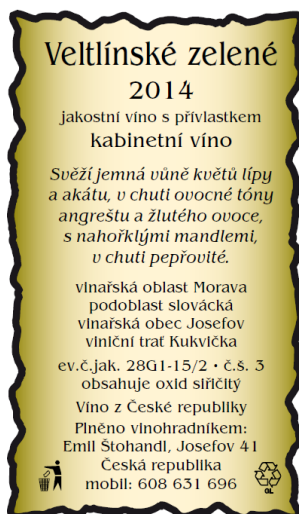 Veltlínské zelené
2014
jakostní víno s přívlastkem
kabinetní víno
Svěží jemná vůně květů lípy
a akátu, v chuti ovocné tóny
angreštu a žlutého ovoce,
s nahořklými mandlemi,
v chuti pepřovité.
vinařská oblast Morava
podoblast slovácká
vinařská obec Josefov
viniční trať Kukvička
ev.č.jak. 28G1-15/2 • č.š. 3
obsahuje oxid siřičitý
Víno z České republiky
Plněno vinohradníkem:
Emil Štohandl, Josefov 41
Česká republika
mobil: 608 631 696